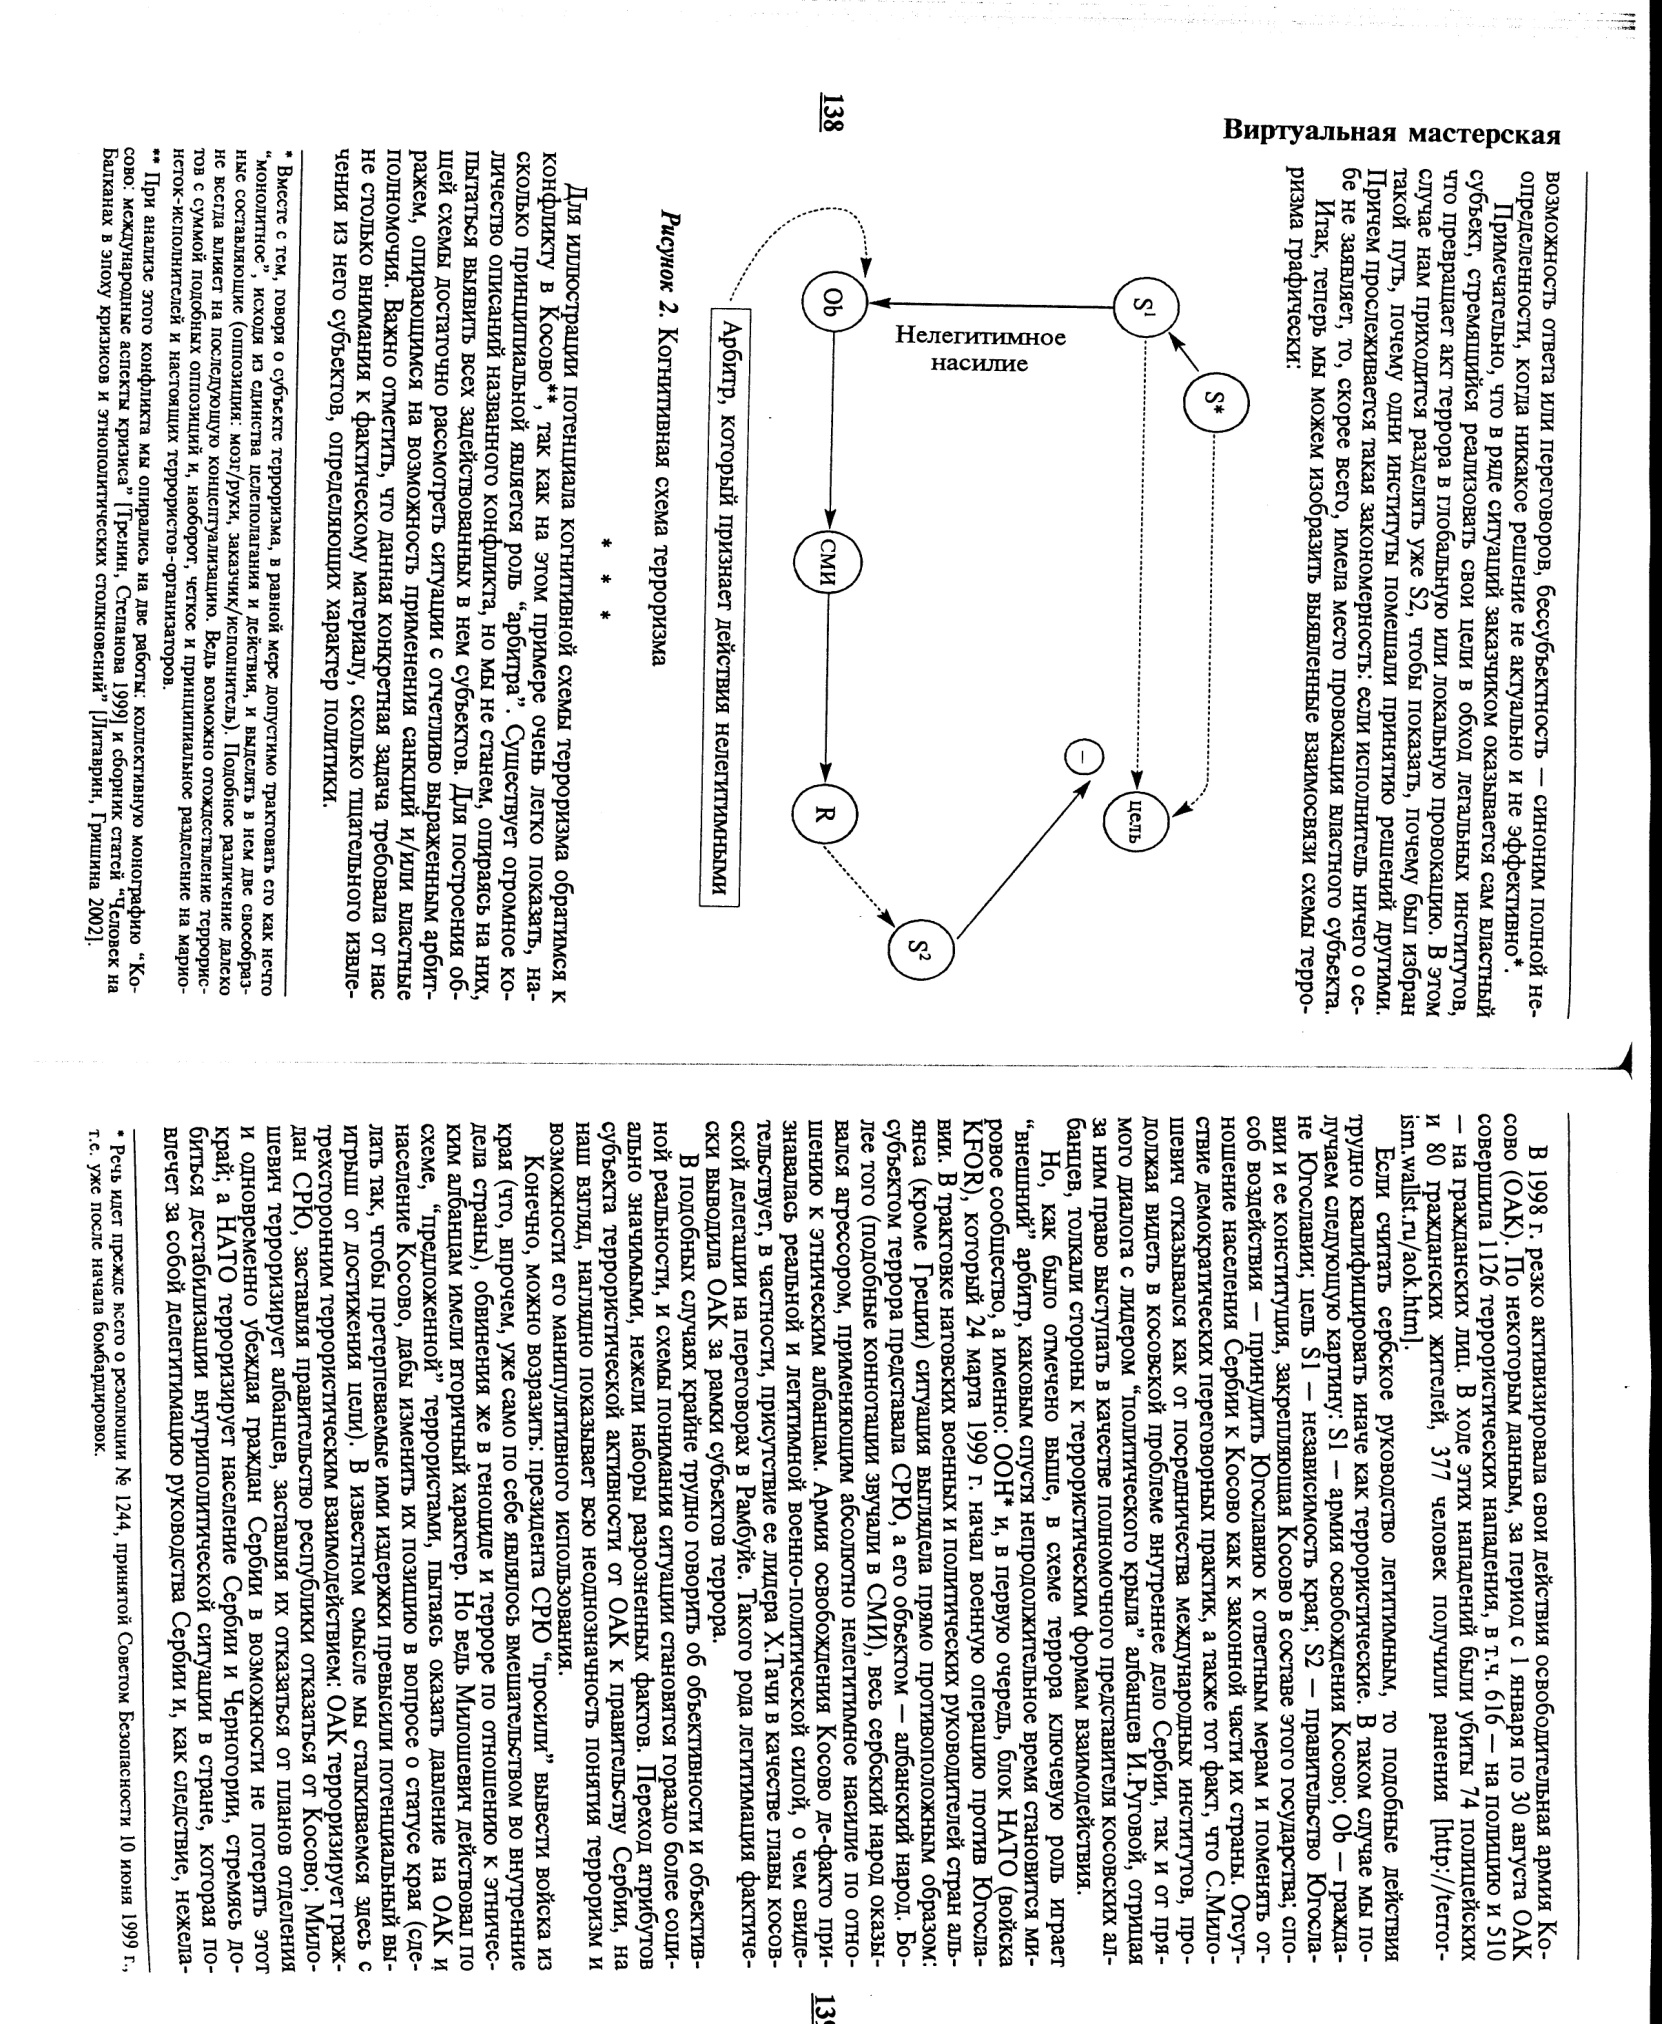 Виртуальная мастерская
возможность ответа или переговоров, бессубъектность — синоним полной не-
определенности, когда никакое решение не актуально и не эффективно*.
Примечательно, что в ряде ситуаций заказчиком оказывается сам властный
субъект, стремящийся реализовать свои цели в обход легальных институтов,
что превращает акт террора в глобальную или локальную провокацию. В этом
случае нам приходится разделять уже S2, чтобы показать, почему был избран
такой путь, почему одни институты помешали принятию решений другими.
Причем прослеживается такая закономерность: если исполнитель ничего о се-
бе не заявляет, то, скорее всего, имела место провокация властного субъекта.
Итак, теперь мы можем изобразить выявленные взаимосвязи схемы терро-
ризма графически:
S*
S¹
цель
Нелегитимное
насилие
–
Ob
СМИ
R
S²
Арбитр, который признает действия нелегитимными
Рисунок 2. Когнитивная схема терроризма
* * *
Для иллюстрации потенциала когнитивной схемы терроризма обратимся к
конфликту в Косово**, так как на этом примере очень легко показать, на-
сколько принципиальной является роль “арбитра”. Существует огромное ко-
личество описаний названного конфликта, но мы не станем, опираясь на них,
пытаться выявить всех задействованных в нем субъектов. Для построения об-
щей схемы достаточно рассмотреть ситуации с отчетливо выраженным арбит-
ражем, опирающимся на возможность применения санкций и/или властные
полномочия. Важно отметить, что данная конкретная задача требовала от нас
не столько внимания к фактическому материалу, сколько тщательного извле-
чения из него субъектов, определяющих характер политики.
* Вместе с тем, говоря о субъекте терроризма, в равной мере допустимо трактовать его как нечто
“монолитное”, исходя из единства целеполагания и действия, и выделять в нем две своеобраз-
ные составляющие (оппозиция: мозг/руки, заказчик/исполнитель). Подобное различение далеко
не всегда влияет на последующую концептуализацию. Ведь возможно отождествление террорис-
тов с суммой подобных оппозиций и, наоборот, четкое и принципиальное разделение на марио-
неток-исполнителей и настоящих террористов-организаторов.
** При анализе этого конфликта мы опирались на две работы: коллективную монографию “Ко-
сово: международные аспекты кризиса” [Тренин, Степанова 1999] и сборник статей “Человек на
Балканах в эпоху кризисов и этнополитических столкновений” [Литаврин, Гришина 2002].
138
В 1998 г. резко активизировала свои действия освободительная армия Ко-
сово (ОАК). По некоторым данным, за период с 1 января по 30 августа ОАК
совершила 1126 террористических нападения, в т.ч. 616 — на полицию и 510
— на гражданских лиц. В ходе этих нападений были убиты 74 полицейских
и 80 гражданских жителей, 377 человек получили ранения [http://terror-
ism.wallst.ru/aok.htm].
Если считать сербское руководство легитимным, то подобные действия
трудно квалифицировать иначе как террористические. В таком случае мы по-
лучаем следующую картину: S1 — армия освобождения Косово; Ob — гражда-
не Югославии; цель S1 — независимость края; S2 — правительство Югосла-
вии и ее конституция, закрепляющая Косово в составе этого государства; спо-
соб воздействия — принудить Югославию к ответным мерам и поменять от-
ношение населения Сербии к Косово как к законной части их страны. Отсут-
ствие демократических переговорных практик, а также тот факт, что С.Мило-
шевич отказывался как от посредничества международных институтов, про-
должая видеть в косовской проблеме внутреннее дело Сербии, так и от пря-
мого диалога с лидером “политического крыла” албанцев И.Руговой, отрицая
за ним право выступать в качестве полномочного представителя косовских ал-
банцев, толкали стороны к террористическим формам взаимодействия.
Но, как было отмечено выше, в схеме террора ключевую роль играет
“внешний” арбитр, каковым спустя непродолжительное время становится ми-
ровое сообщество, а именно: ООН* и, в первую очередь, блок НАТО (войска
KFOR), который 24 марта 1999 г. начал военную операцию против Югосла-
вии. В трактовке натовских военных и политических руководителей стран аль-
янса (кроме Греции) ситуация выглядела прямо противоположным образом:
субъектом террора представала СРЮ, а его объектом — албанский народ. Бо-
лее того (подобные коннотации звучали в СМИ), весь сербский народ оказы-
вался агрессором, применяющим абсолютно нелегитимное насилие по отно-
шению к этническим албанцам. Армия освобождения Косово де-факто при-
знавалась реальной и легитимной военно-политической силой, о чем свиде-
тельствует, в частности, присутствие ее лидера Х.Тачи в качестве главы косов-
ской делегации на переговорах в Рамбуйе. Такого рода легитимация фактиче-
ски выводила ОАК за рамки субъектов террора.
В подобных случаях крайне трудно говорить об объективности и объектив-
ной реальности, и схемы понимания ситуации становятся гораздо более соци-
ально значимыми, нежели наборы разрозненных фактов. Переход атрибутов
субъекта террористической активности от ОАК к правительству Сербии, на
наш взгляд, наглядно показывает всю неоднозначность понятия терроризм и
возможности его манипулятивного использования.
Конечно, можно возразить: президента СРЮ “просили” вывести войска из
края (что, впрочем, уже само по себе являлось вмешательством во внутренние
дела страны), обвинения же в геноциде и терроре по отношению к этничес-
ким албанцам имели вторичный характер. Но ведь Милошевич действовал по
схеме, “предложенной” террористами, пытаясь оказать давление на ОАК и
население Косово, дабы изменить их позицию в вопросе о статусе края (сде-
лать так, чтобы претерпеваемые ими издержки превысили потенциальный вы-
игрыш от достижения цели). В известном смысле мы сталкиваемся здесь с
трехсторонним террористическим взаимодействием: ОАК терроризирует граж-
дан СРЮ, заставляя правительство республики отказаться от Косово; Мило-
шевич терроризирует албанцев, заставляя их отказаться от планов отделения
и одновременно убеждая граждан Сербии в возможности не потерять этот
край; а НАТО терроризирует население Сербии и Черногории, стремясь до-
биться дестабилизации внутриполитической ситуации в стране, которая по-
влечет за собой делегитимацию руководства Сербии и, как следствие, нежела-
* Речь идет прежде всего о резолюции № 1244, принятой Советом Безопасности 10 июня 1999 г.,
т.е. уже после начала бомбардировок.